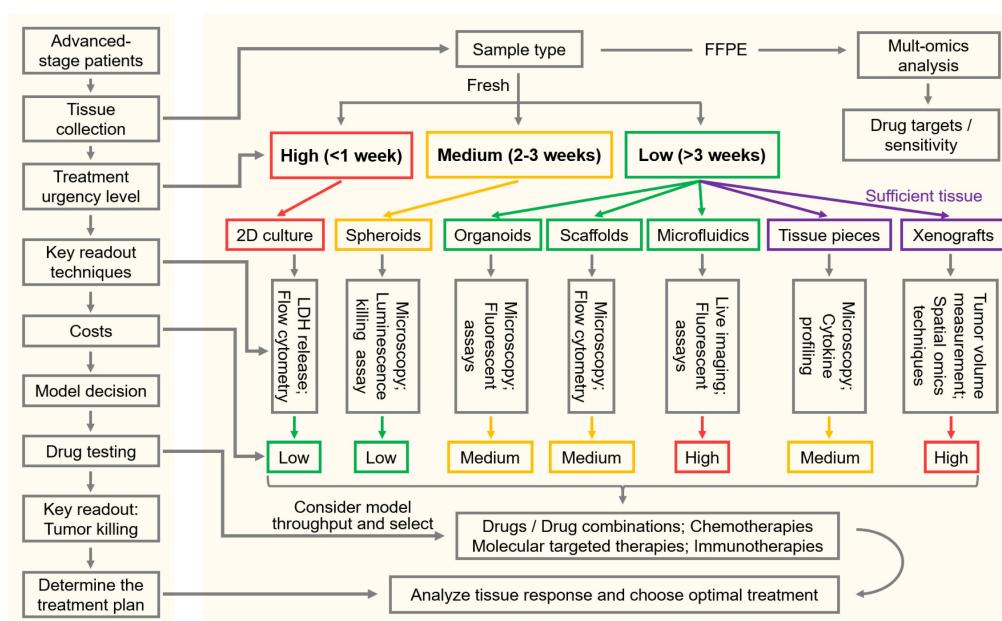 Advanced-
stage patients
Tissue
collection
Treatment
urgency level
Key readout
techniques
Costs
Model decision
Drug testing
Key readout:
Tumor killing
Determine the
treatment plan
Sample type
FFPE
Mult-omics
analysis
Drug targets /
sensitivity
Fresh
High (<1 week)
Medium (2-3 weeks)
Low (>3 weeks)
Sufficient tissue
2D culture
Spheroids
Organoids
Scaffolds
Microfluidics
Tissue pieces
Xenografts
LDH release;
Flow cytometry
Microscopy;
Luminescence
killing assay
Microscopy;
Fluorescent
assays
Microscopy;
Flow cytometry
Live imaging;
Fluorescent
assays
Microscopy;
Cytokine
profiling
Tumor volume
measurement;
Spatial omics
techniques
Low
Low
Medium
Medium
High
Medium
High
Consider model
throughput and select
Drugs / Drug combinations; Chemotherapies
Molecular targeted therapies; Immunotherapies
Analyze tissue response and choose optimal treatment